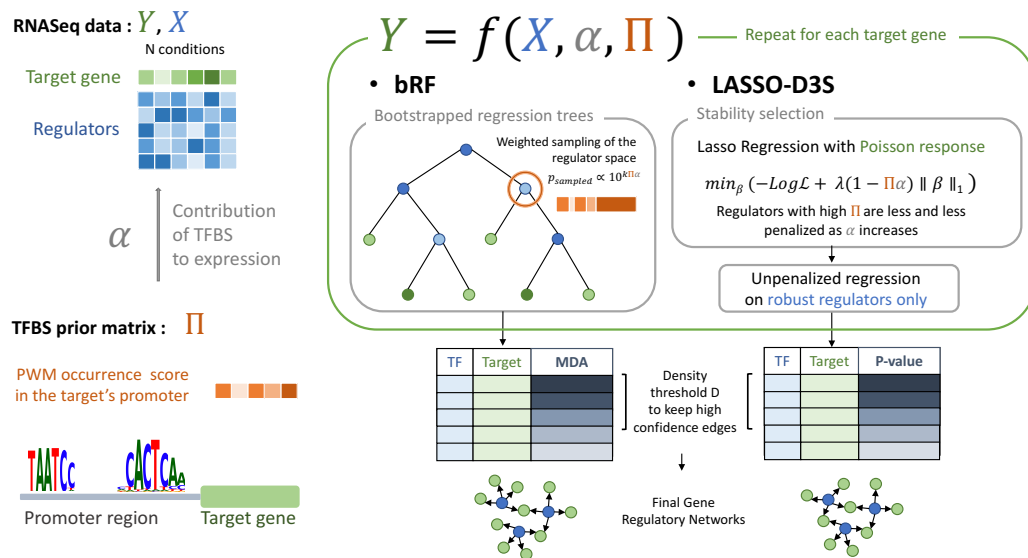 RNASeq data : Y, X
N conditions
Target gene
Regulators
α
Contribution
of TFBS
to expression
TFBS prior matrix : Π
PWM occurrence score
in the target's promoter
TAATCc
CACTCAA
Promoter region
Target gene
Y = f(X, α, Π)
Repeat for each target gene
• bRF
Bootstrapped regression trees
Weighted sampling of the
regulator space
p_sampled ∝ 10^kΠα
• LASSO-D3S
Stability selection
Lasso Regression with Poisson response
min_β (−Logℒ + λ(1 − Πα) ‖ β ‖_1 )
Regulators with high Π are less and less
penalized as α increases
Unpenalized regression
on robust regulators only
TF Target MDA
Density
threshold D
to keep high
confidence edges
TF Target P-value
Final Gene
Regulatory Networks